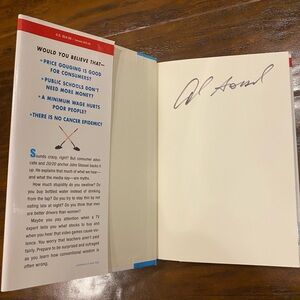 WOULD YOU BELIEVE THAT—
• PRICE GOUGING IS GOOD
FOR CONSUMERS?
• PUBLIC SCHOOLS DON'T
NEED MORE MONEY?
• A MINIMUM WAGE HURTS
POOR PEOPLE?
• THERE IS NO CANCER EPIDEMIC?
Sounds crazy, right? But consumer advo-
cate and 20/20 anchor John Stossel backs it
up. He explains that much of what we hear—
and what the media say—are myths.
How much stupidity do you swallow? Do
you buy bottled water instead of drinking
from the tap? Do you try to stay thin by not
eating late at night? Do you think that men
are better drivers than women?
Maybe you pay attention when a TV
expert tells you what stocks to buy and
when you hear that video games cause vio-
lence. You worry that teachers aren't paid
enough. Prepare to be surprised and outraged
as you learn how conventional wisdom is
often wrong.